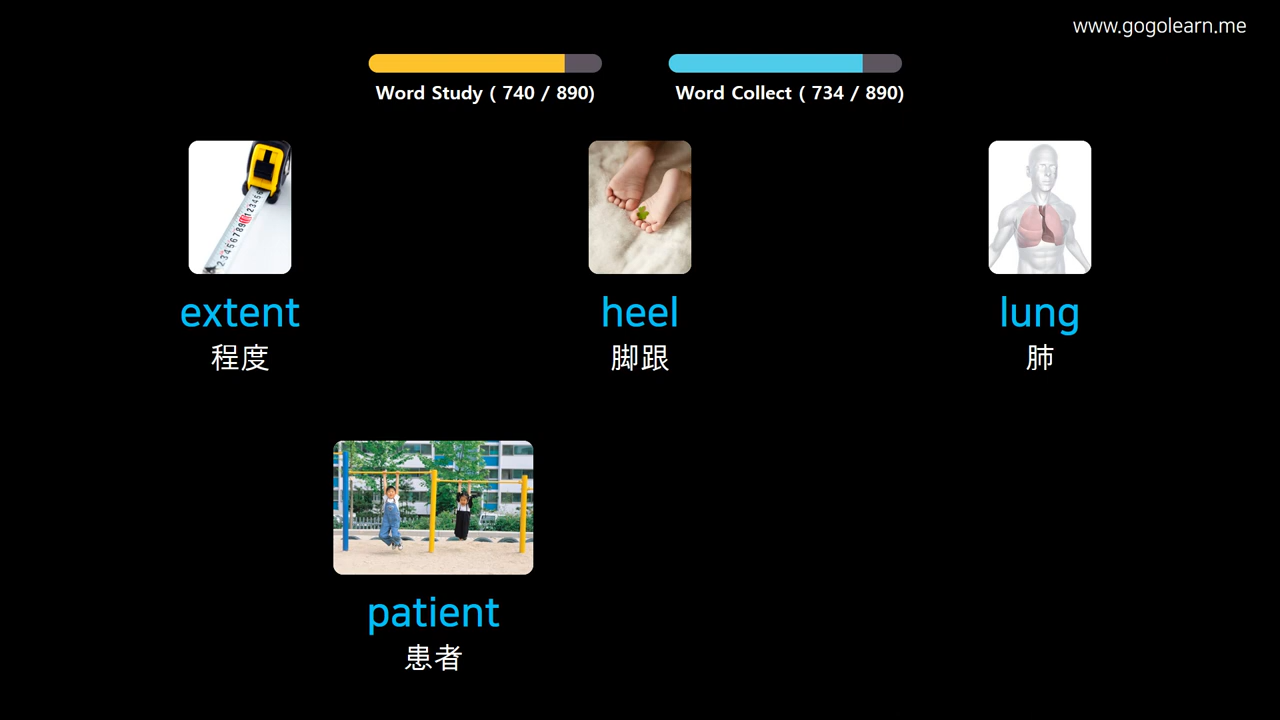 www.gogolearn.me
Word Study ( 740 / 890)
Word Collect ( 734 / 890)
extent
程度
heel
脚跟
lung
肺
patient
患者